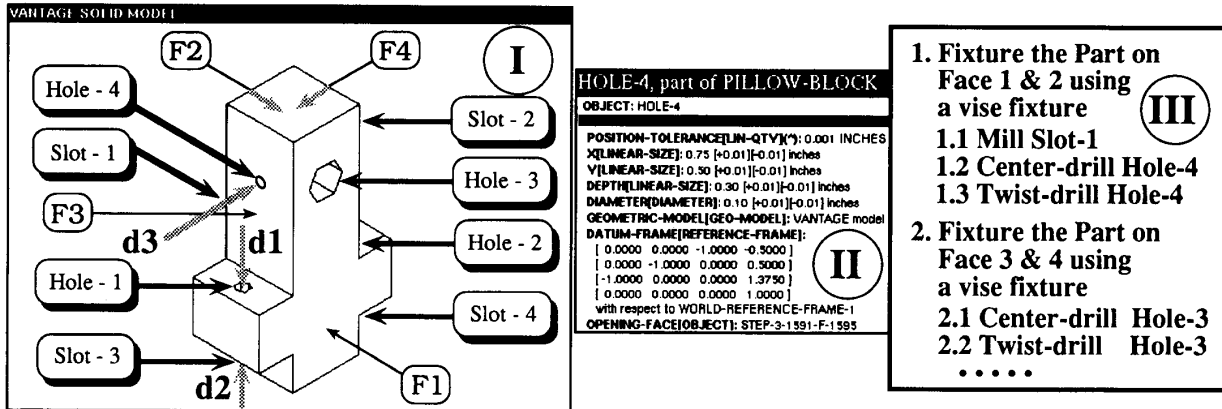 VANTAGE SOLID MODEL
F2
F4
I
Hole - 4
Slot - 1
F3
d3
d1
Hole - 1
Slot - 3
d2
Slot - 2
Hole - 3
Hole - 2
Slot - 4
F1
HOLE-4, part of PILLOW-BLOCK
OBJECT: HOLE-4
POSITION-TOLERANCE[LIN-QTY](^): 0.001 INCHES
X[LINEAR-SIZE]: 0.75 [+0.01][-0.01] inches
Y[LINEAR-SIZE]: 0.50 [+0.01][-0.01] inches
DEPTH[LINEAR-SIZE]: 0.30 [+0.01][-0.01] inches
DIAMETER[DIAMETER]: 0.10 [+0.01][-0.01] inches
GEOMETRIC-MODEL[GEO-MODEL]: VANTAGE model
DATUM-FRAME[REFERENCE-FRAME]:
[ 0.0000 0.0000 -1.0000 -0.5000 ]
[ 0.0000 -1.0000 0.0000 0.5000 ]
[ -1.0000 0.0000 0.0000 1.3750 ]
[ 0.0000 0.0000 0.0000 1.0000 ]
with respect to WORLD-REFERENCE-FRAME-1
OPENING-FACE[OBJECT]: STEP-3-1591-F-1595
II
1. Fixture the Part on
Face 1 & 2 using
a vise fixture
1.1 Mill Slot-1
1.2 Center-drill Hole-4
1.3 Twist-drill Hole-4
III
2. Fixture the Part on
Face 3 & 4 using
a vise fixture
2.1 Center-drill Hole-3
2.2 Twist-drill Hole-3
. . . . .